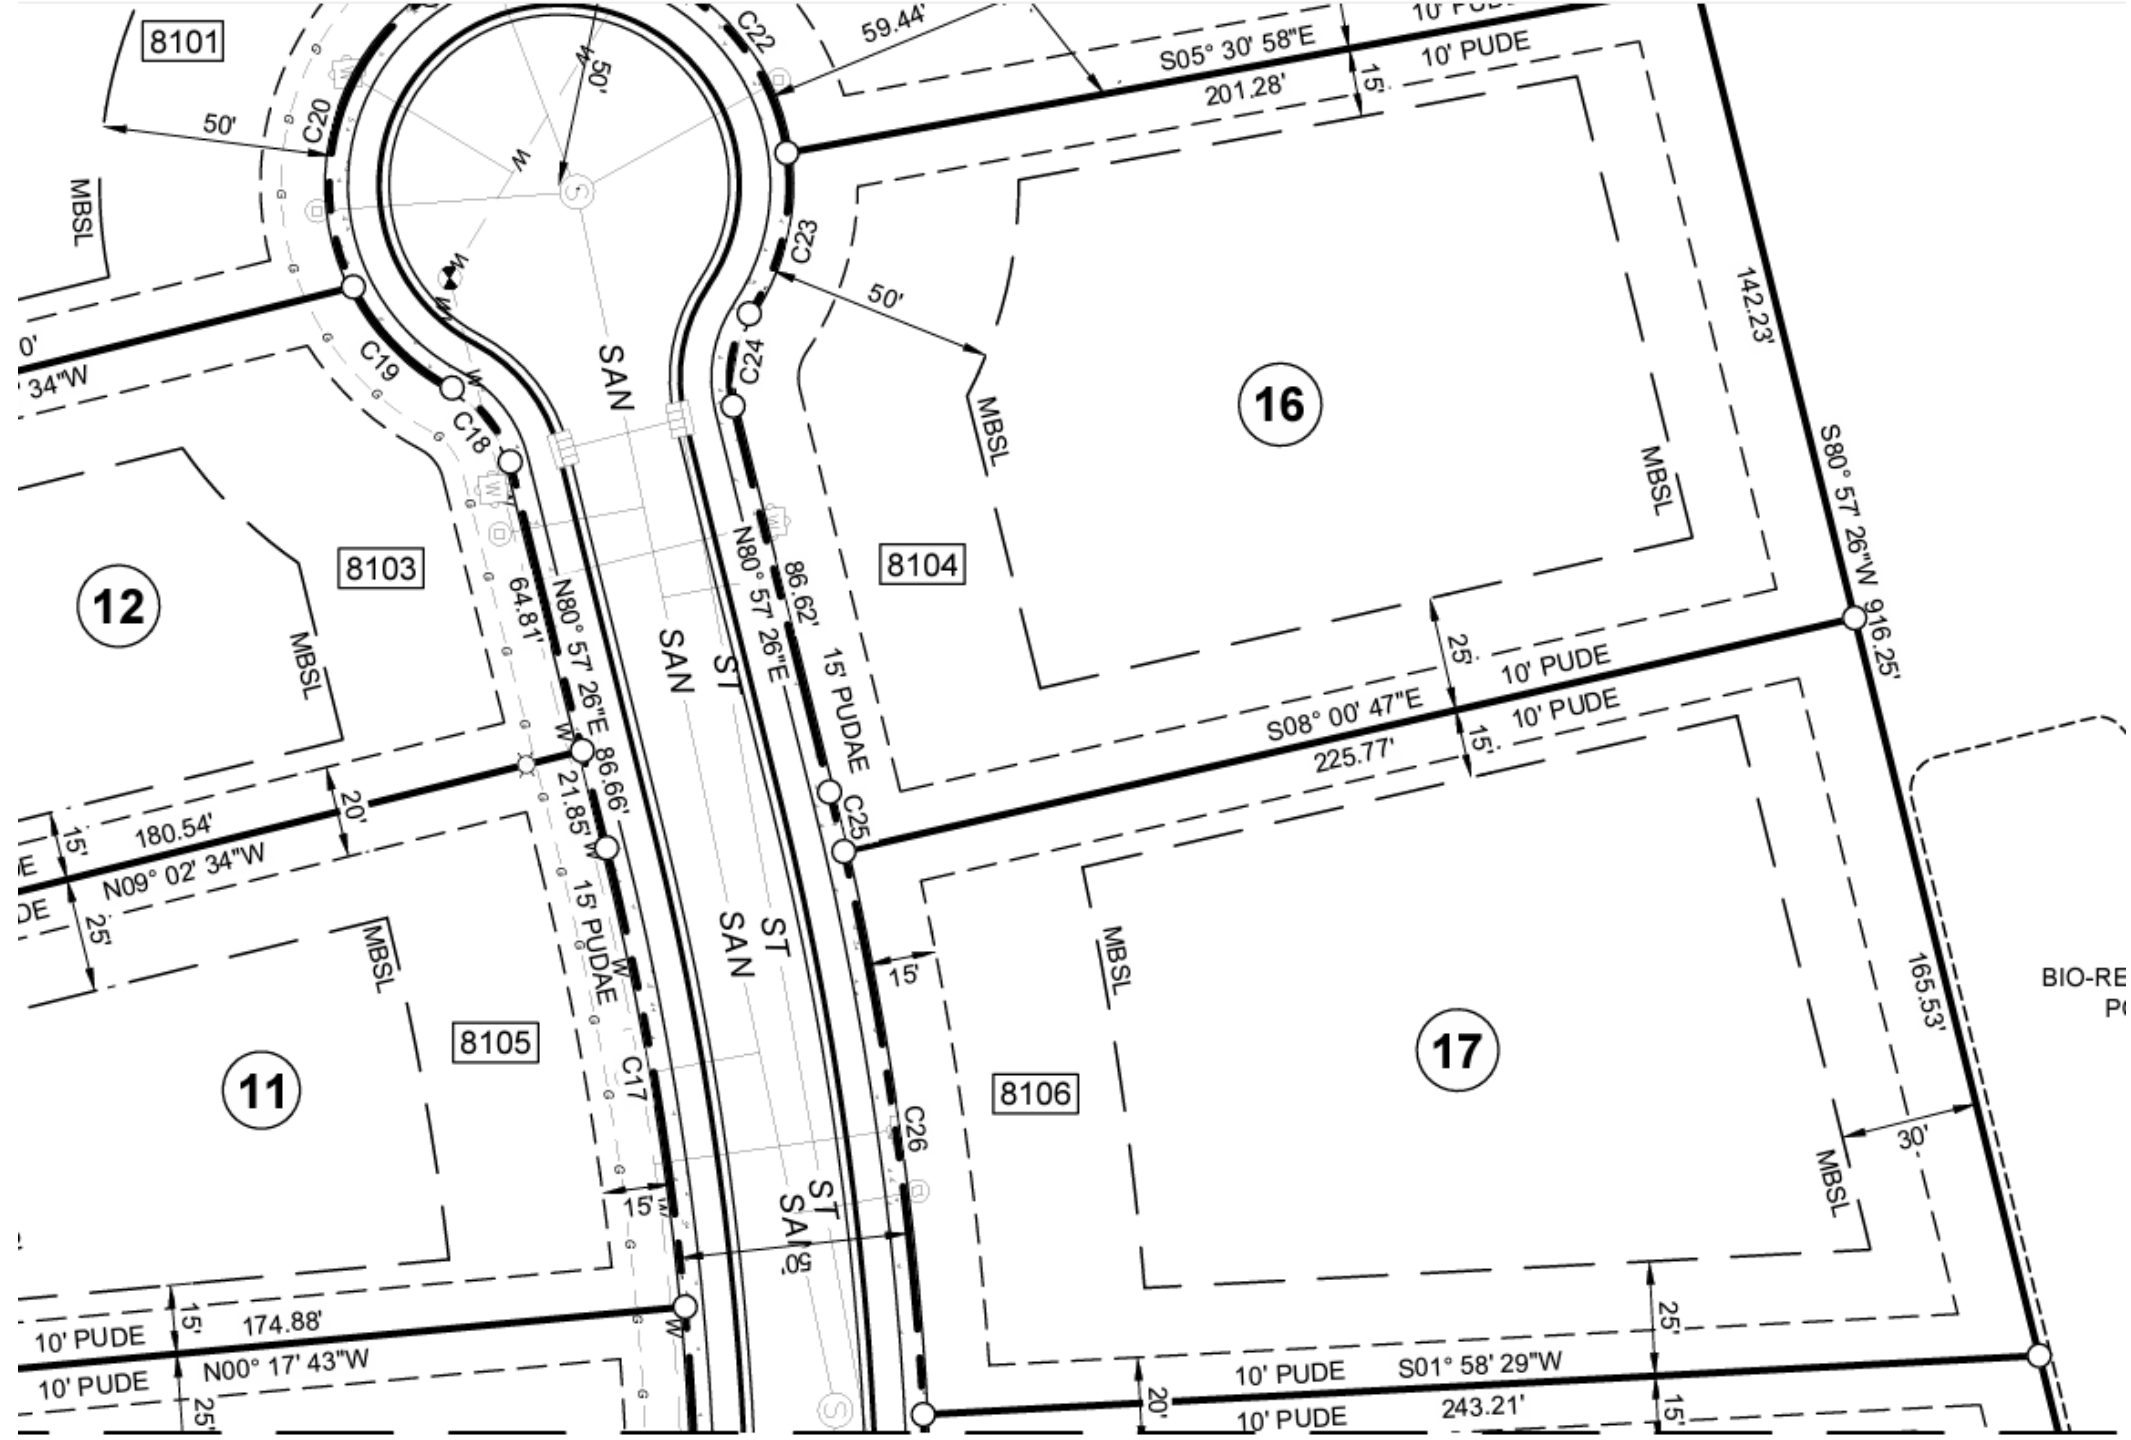 8101
50'
C20
MBSL
50'
W
W
W
W
S
C22
59.44'
10' PUD
S05° 30' 58"E
10' PUDE
201.28'
15'
C23
50'
MBSL
C24
16
142.23'
MBSL
S80° 57' 26"W 916.25'
0'
34"W
C19
C18
W
W
SAN
12
MBSL
8103
64.81'
N80° 57' 26"E 86.66'
SAN
ST
N80° 57' 26"E
86.62'
W
8104
15' PUDAE
25'
10' PUDE
S08° 00' 47"E
10' PUDE
225.77'
15'
C25
W
20'
180.54'
15'
N09° 02' 34"W
25'
21.85'
W
15' PUDAE
W
MBSL
11
8105
C17
SAN
ST
15'
MBSL
17
8106
C26
165.53'
BIO-RE
30'
MBSL
15'
W
SAN
ST
50'
S
15'
10' PUDE
174.88'
N00° 17' 43"W
10' PUDE
25'
W
25'
10' PUDE
S01° 58' 29"W
20'
10' PUDE
243.21'
15'